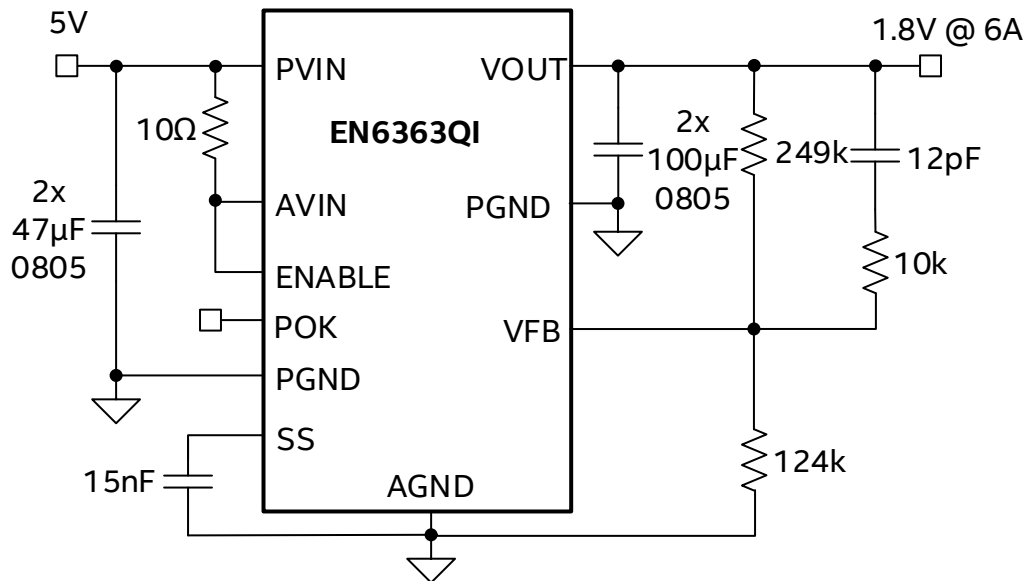 5V
1.8V @ 6A
PVIN
VOUT
10Ω
EN6363QI
2x
100µF
0805
249k
12pF
2x
47µF
0805
AVIN
PGND
ENABLE
10k
POK
VFB
PGND
SS
15nF
AGND
124k